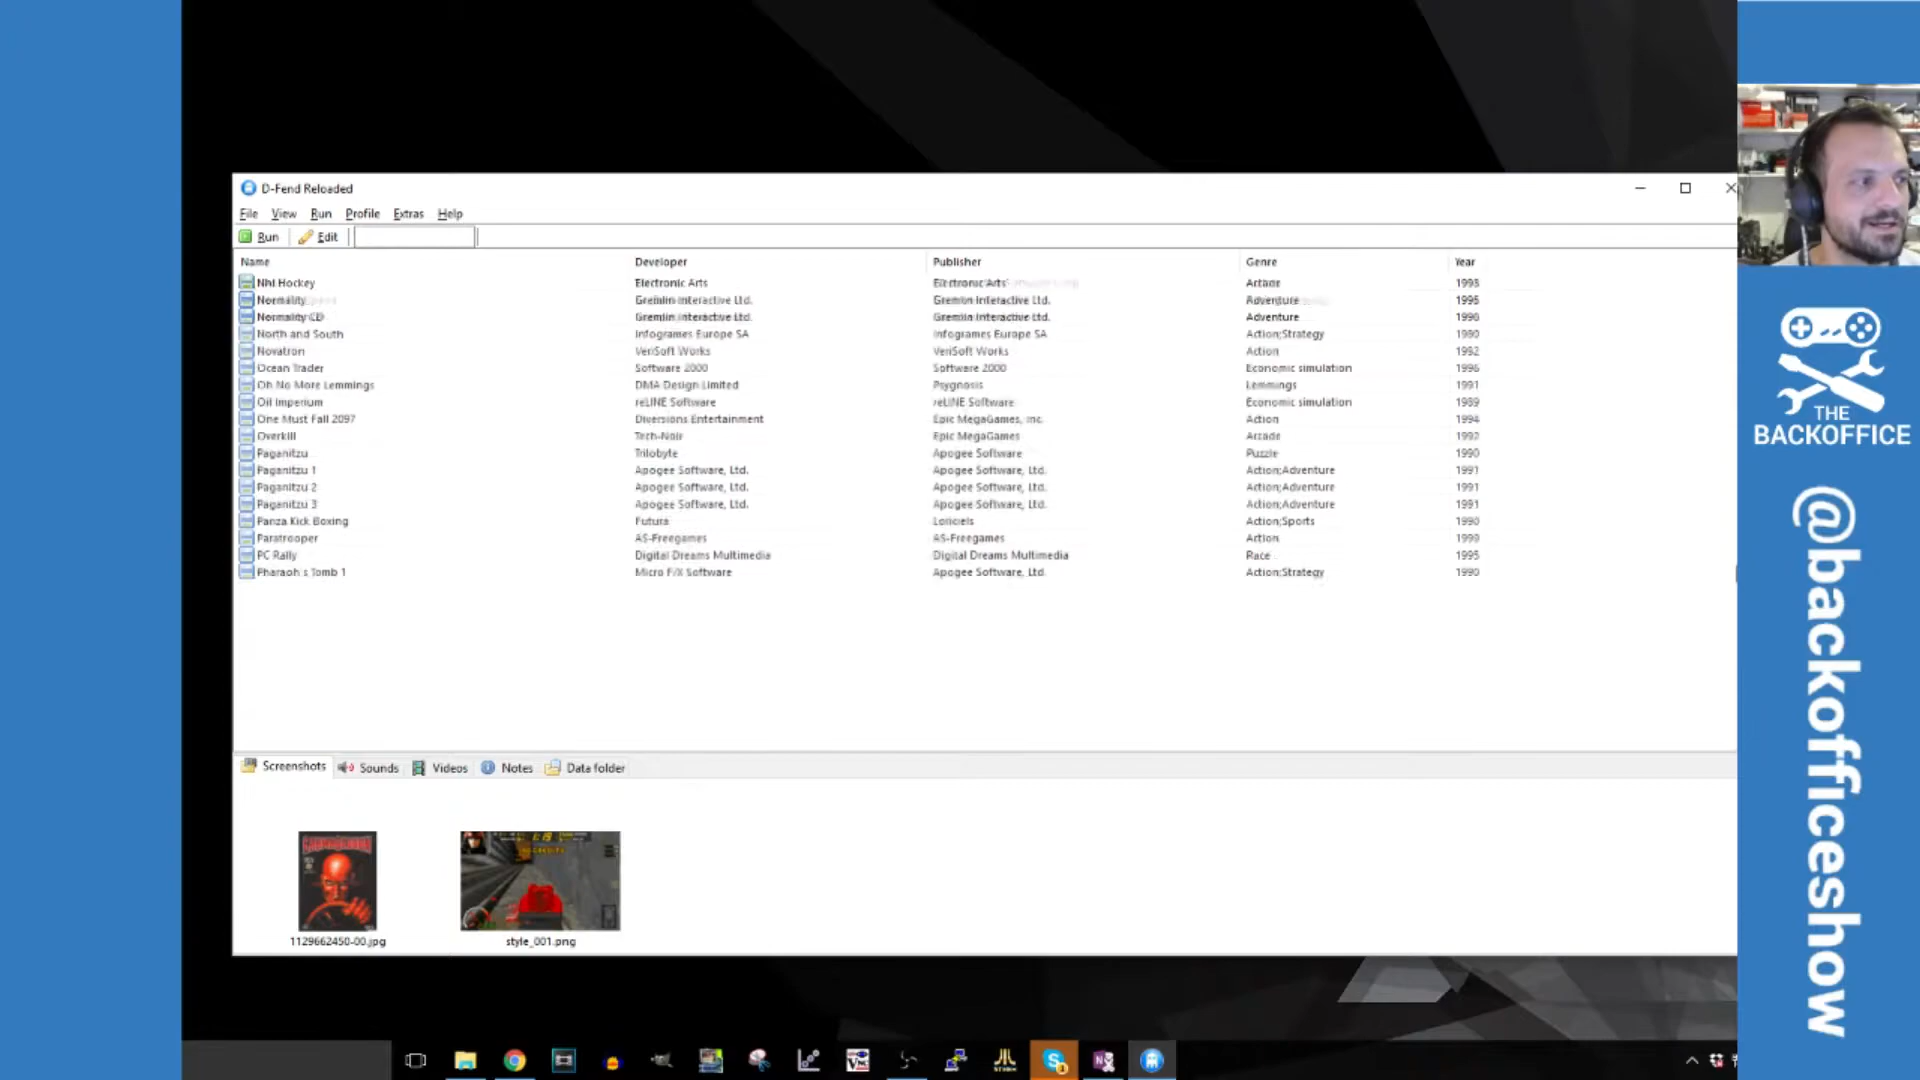 D-Fend Reloaded
File View Run Profile Extras Help
Run Edit
Name Developer Publisher Genre Year
Nhl Hockey Electronic Arts Electronic Arts Arcade 1993
Normality Gremlin Interactive Ltd. Gremlin Interactive Ltd. Adventure
Normality CD Gremlin Interactive Ltd. Gremlin Interactive Ltd. Adventure 1996
North and South Infogrames Europe SA Infogrames Europe SA Action;Strategy
Novatron VeriSoft Works VeriSoft Works Action 1992
Ocean Trader Software 2000 Software 2000 Economic simulation 1996
Oh No More Lemmings DMA Design Limited Psygnosis Lemmings 1991
Oil Imperium reLINE Software reLINE Software Economic simulation 1989
One Must Fall 2097 Diversions Entertainment Epic MegaGames, Inc. Action 1994
Overkill Tech-Noir Epic MegaGames Arcade 1992
Paganitzu Trilobyte Apogee Software Puzzle 1990
Paganitzu 1 Apogee Software, Ltd. Apogee Software, Ltd. Action;Adventure 1991
Paganitzu 2 Apogee Software, Ltd. Apogee Software, Ltd. Action;Adventure 1991
Paganitzu 3 Apogee Software, Ltd. Apogee Software, Ltd. Action;Adventure 1991
Panza Kick Boxing Futura Loriciels Action;Sports 1990
Paratrooper AS-Freegames AS-Freegames Action 1999
PC Rally Digital Dreams Multimedia Digital Dreams Multimedia Race 1995
Pharaoh s Tomb 1 Micro F/X Software Apogee Software, Ltd. Action;Strategy 1990
Screenshots Sounds Videos Notes Data folder
1129662450-00.jpg style_001.png
THE
BACKOFFICE
@backofficeshow